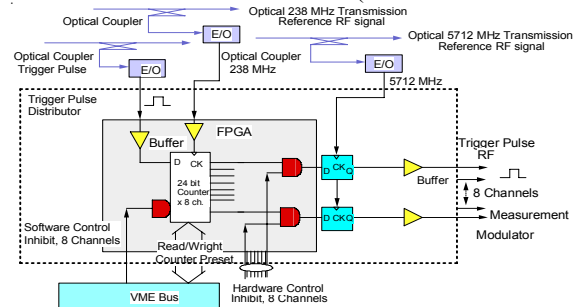 Optical Coupler
Optical 238 MHz Transmission
Reference RF signal
E/O
Optical Coupler
Trigger Pulse
E/O
Optical Coupler
238 MHz
Optical 5712 MHz Transmission
Reference RF signal
E/O
5712 MHz
Trigger Pulse
Distributor
FPGA
Buffer
D CK
24 bit
Counter
x 8 ch.
D CK Q
D CK Q
Buffer
Trigger Pulse
RF
8 Channels
Measurement
Modulator
Software Control
Inhibit, 8 Channels
Read/Wright
Counter Preset
Hardware Control
Inhibit, 8 Channels
VME Bus